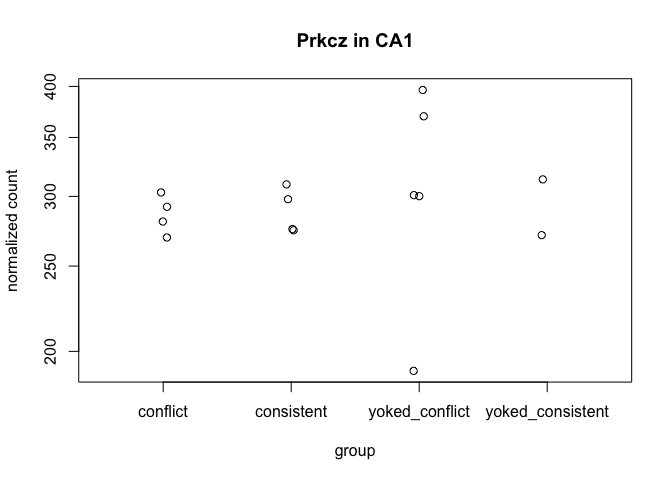 Prkcz in CA1
normalized count
400
350
300
250
200
conflict
consistent
yoked_conflict
yoked_consistent
group